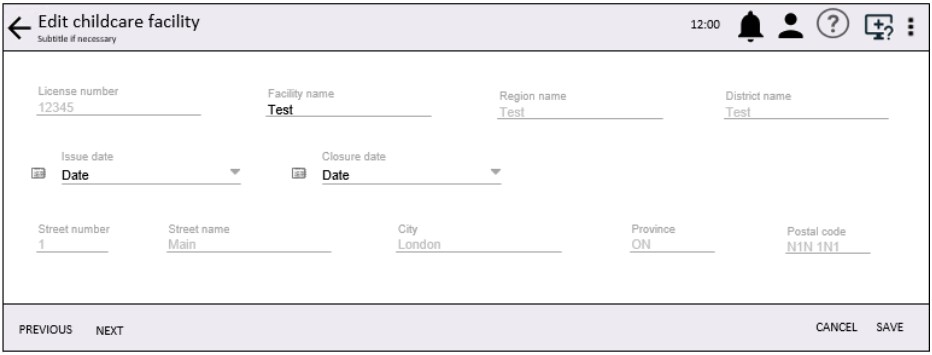 Edit childcare facility
Subtitle if necessary
12:00
?
+?
License number
12345
Facility name
Test
Region name
Test
District name
Test
Issue date
Date
Closure date
Date
Street number
1
Street name
Main
City
London
Province
ON
Postal code
N1N 1N1
PREVIOUS
NEXT
CANCEL
SAVE